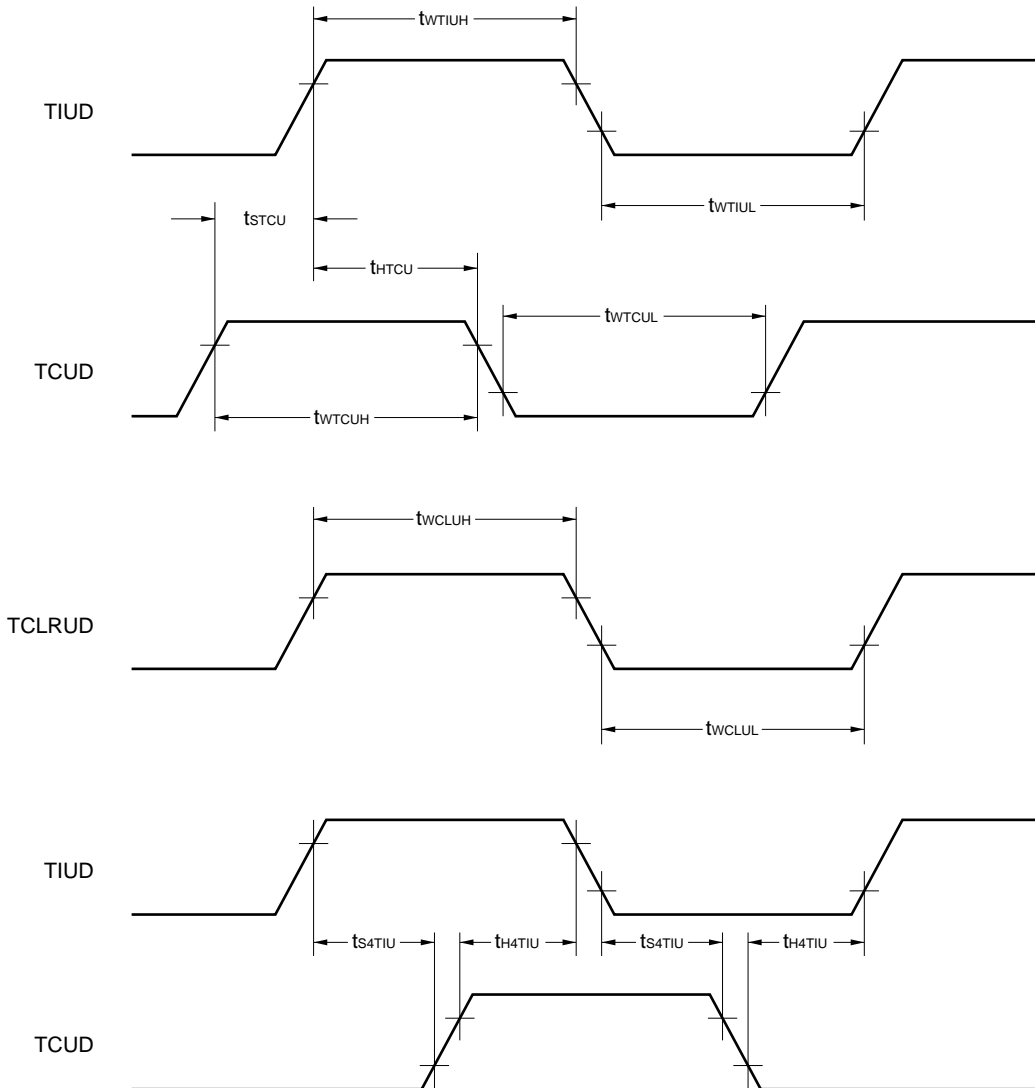 tWTIUH
TIUD
tSTCU
tWTIUL
tHTCU
tWTCUL
TCUD
tWTCUH
tWCLUH
TCLRUD
tWCLUL
TIUD
tS4TIU tH4TIU tS4TIU tH4TIU
TCUD